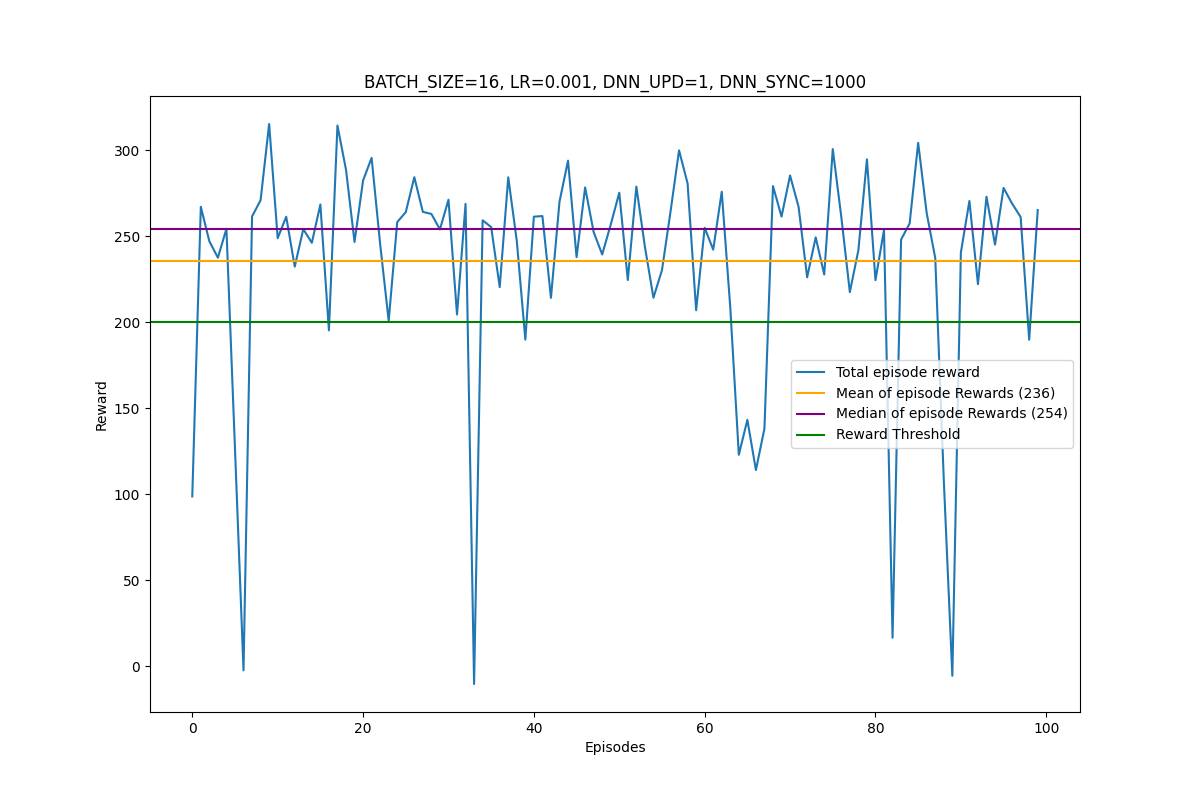 BATCH_SIZE=16, LR=0.001, DNN_UPD=1, DNN_SYNC=1000
300
250
200
150
100
50
0
Reward
Total episode reward
Mean of episode Rewards (236)
Median of episode Rewards (254)
Reward Threshold
0 20 40 60 80 100
Episodes